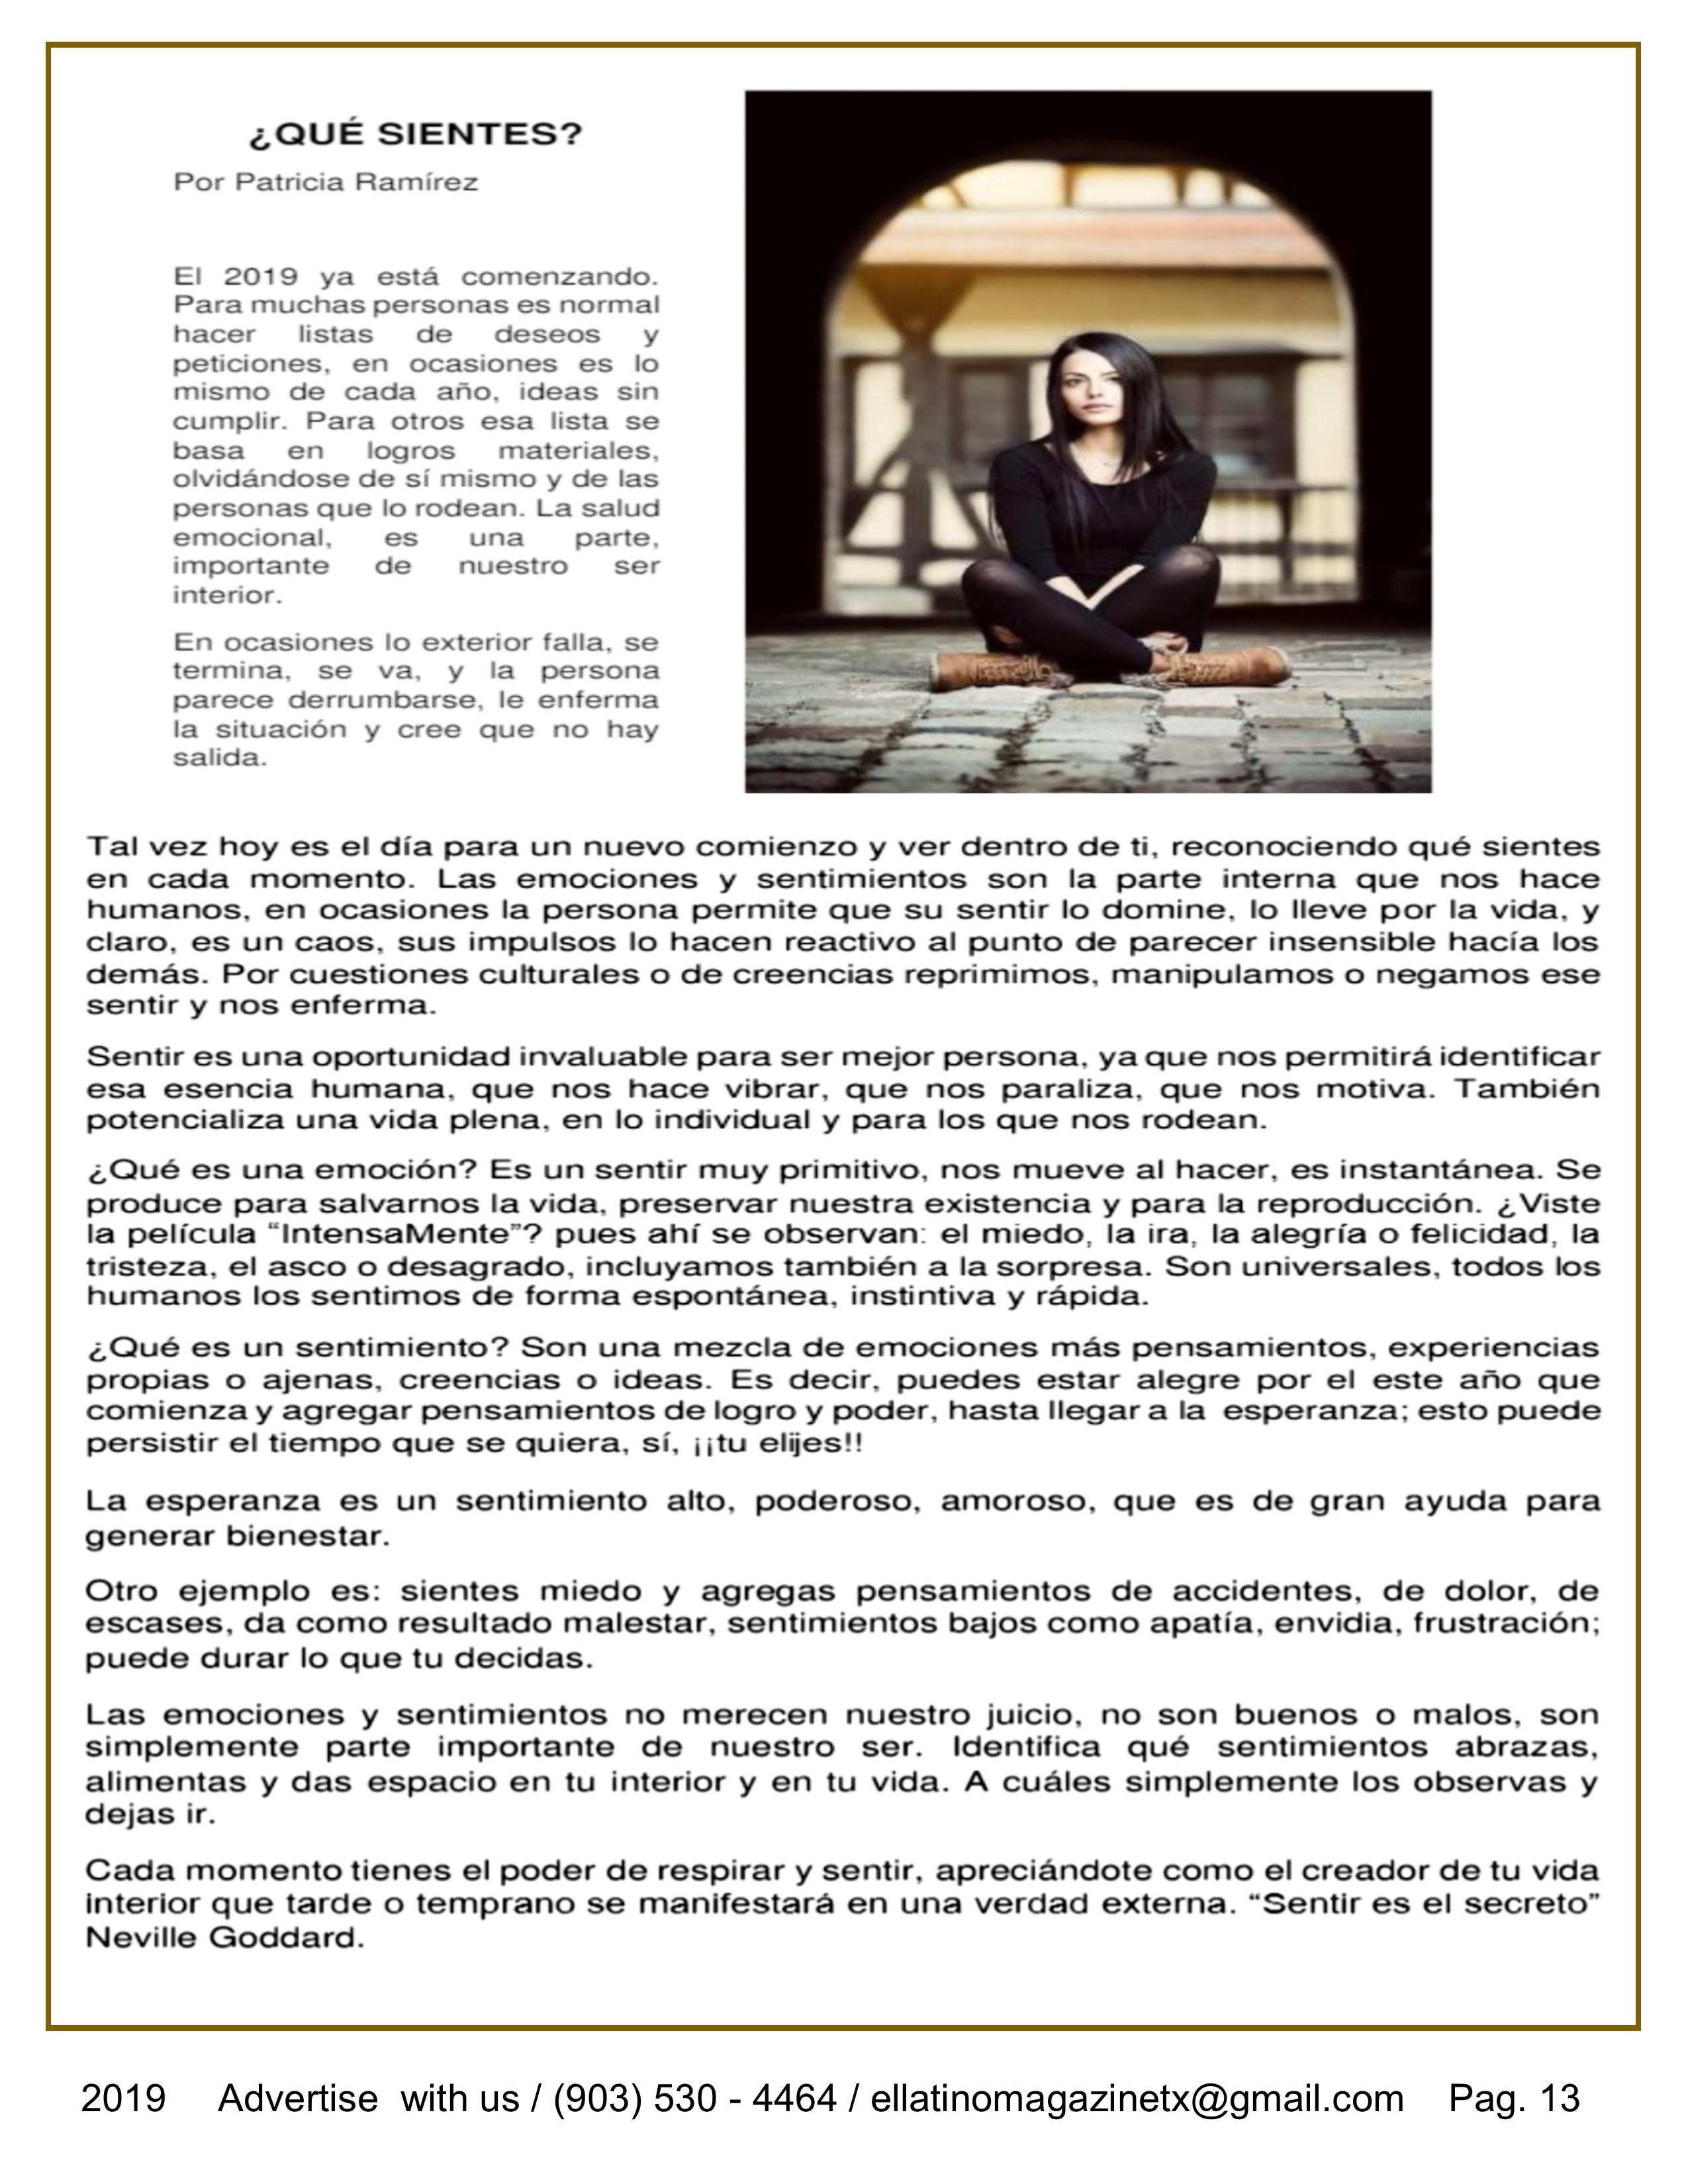 ¿QUÉ SIENTES?
Por Patricia Ramírez
El 2019 ya está comenzando.
Para muchas personas es normal
hacer listas de deseos y
peticiones, en ocasiones es lo
mismo de cada año, ideas sin
cumplir. Para otros esa lista se
basa en logros materiales,
olvidándose de sí mismo y de las
personas que lo rodean. La salud
emocional, es una parte,
importante de nuestro ser
interior.
En ocasiones lo exterior falla, se
termina, se va, y la persona
parece derrumbarse, le enferma
la situación y cree que no hay
salida.
Tal vez hoy es el día para un nuevo comienzo y ver dentro de ti, reconociendo qué sientes
en cada momento. Las emociones y sentimientos son la parte interna que nos hace
humanos, en ocasiones la persona permite que su sentir lo domine, lo lleve por la vida, y
claro, es un caos, sus impulsos lo hacen reactivo al punto de parecer insensible hacía los
demás. Por cuestiones culturales o de creencias reprimimos, manipulamos o negamos ese
sentir y nos enferma.
Sentir es una oportunidad invaluable para ser mejor persona, ya que nos permitirá identificar
esa esencia humana, que nos hace vibrar, que nos paraliza, que nos motiva. También
potencializa una vida plena, en lo individual y para los que nos rodean.
¿Qué es una emoción? Es un sentir muy primitivo, nos mueve al hacer, es instantánea. Se
produce para salvarnos la vida, preservar nuestra existencia y para la reproducción. ¿Viste
la película “IntensaMente”? pues ahí se observan: el miedo, la ira, la alegría o felicidad, la
tristeza, el asco o desagrado, incluyamos también a la sorpresa. Son universales, todos los
humanos los sentimos de forma espontánea, instintiva y rápida.
¿Qué es un sentimiento? Son una mezcla de emociones más pensamientos, experiencias
propias o ajenas, creencias o ideas. Es decir, puedes estar alegre por el este año que
comienza y agregar pensamientos de logro y poder, hasta llegar a la esperanza; esto puede
persistir el tiempo que se quiera, sí, ¡¡tu elijes!!
La esperanza es un sentimiento alto, poderoso, amoroso, que es de gran ayuda para
generar bienestar.
Otro ejemplo es: sientes miedo y agregas pensamientos de accidentes, de dolor, de
escases, da como resultado malestar, sentimientos bajos como apatía, envidia, frustración;
puede durar lo que tu decidas.
Las emociones y sentimientos no merecen nuestro juicio, no son buenos o malos, son
simplemente parte importante de nuestro ser. Identifica qué sentimientos abrazas,
alimentas y das espacio en tu interior y en tu vida. A cuáles simplemente los observas y
dejas ir.
Cada momento tienes el poder de respirar y sentir, apreciándote como el creador de tu vida
interior que tarde o temprano se manifestará en una verdad externa. “Sentir es el secreto”
Neville Goddard.
2019 Advertise with us / (903) 530 - 4464 / ellatinomagazinetx@gmail.com Pag. 13